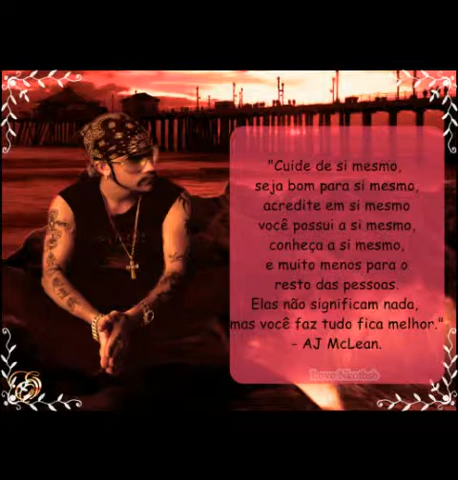 "Cuide de si mesmo,
seja bom para si mesmo,
acredite em si mesmo
você possui a si mesmo,
conheça a si mesmo,
e muito menos para o
resto das pessoas.
Elas não significam nada,
mas você faz tudo fica melhor."
- AJ McLean.